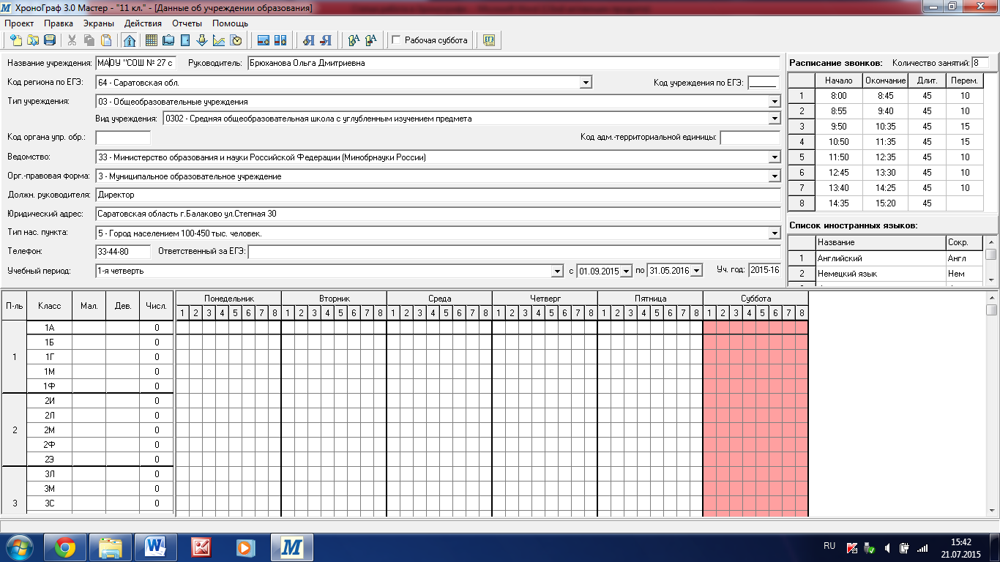 ХроноГраф 3.0 Мастер - "11 кл." - [Данные об учреждении образования]
Проект Правка Экраны Действия Отчеты Помощь
Рабочая суббота ЕГЭ
Название учреждения: МАОУ "СОШ № 27 с Руководитель: Брюханова Ольга Дмитриевна
Код региона по ЕГЭ: 64 - Саратовская обл. Код учреждения по ЕГЭ: ______
Тип учреждения: 03 - Общеобразовательные учреждения
Вид учреждения: 0302 - Средняя общеобразовательная школа с углубленным изучением предмета
Код органа упр. обр.: Код адм.-территориальной единицы:
Ведомство: 33 - Министерство образования и науки Российской Федерации (Минобрнауки России)
Орг.-правовая форма: 3 - Муниципальное образовательное учреждение
Должн. руководителя: Директор
Юридический адрес: Саратовская область г.Балаково ул.Степная 30
Тип нас. пункта: 5 - Город населением 100-450 тыс. человек.
Телефон: 33-44-80 Ответственный за ЕГЭ:
Учебный период: 1-я четверть с 01.09.2015 по 31.05.2016 Уч. год: 2015-16
Расписание звонков: Количество занятий: 8
Начало Окончание Длит. Перем.
1 8:00 8:45 45 10
2 8:55 9:40 45 10
3 9:50 10:35 45 15
4 10:50 11:35 45 15
5 11:50 12:35 45 10
6 12:45 13:30 45 10
7 13:40 14:25 45 10
8 14:35 15:20 45
Список иностранных языков:
Название Сокр.
1 Английский Англ
2 Немецкий язык Нем
П-ль Класс Мал. Дев. Числ. Понедельник Вторник Среда Четверг Пятница Суббота
1 2 3 4 5 6 7 8 1 2 3 4 5 6 7 8 1 2 3 4 5 6 7 8 1 2 3 4 5 6 7 8 1 2 3 4 5 6 7 8 1 2 3 4 5 6 7 8
1А 0
1Б 0
1 1Г 0
1М 0
1Ф 0
2И 0
2Л 0
2 2М 0
2Ф 0
2Э 0
3Л 0
3М 0
3 3С 0
RU 15:42
21.07.2015